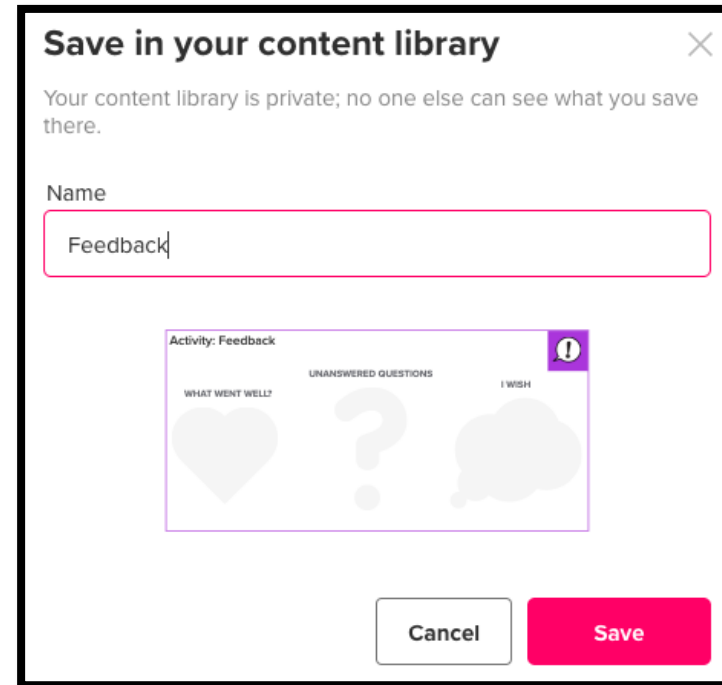 Save in your content library
Your content library is private; no one else can see what you save
there.
Name
Feedback
Activity: Feedback
UNANSWERED QUESTIONS
I WISH
WHAT WENT WELL?
Cancel
Save